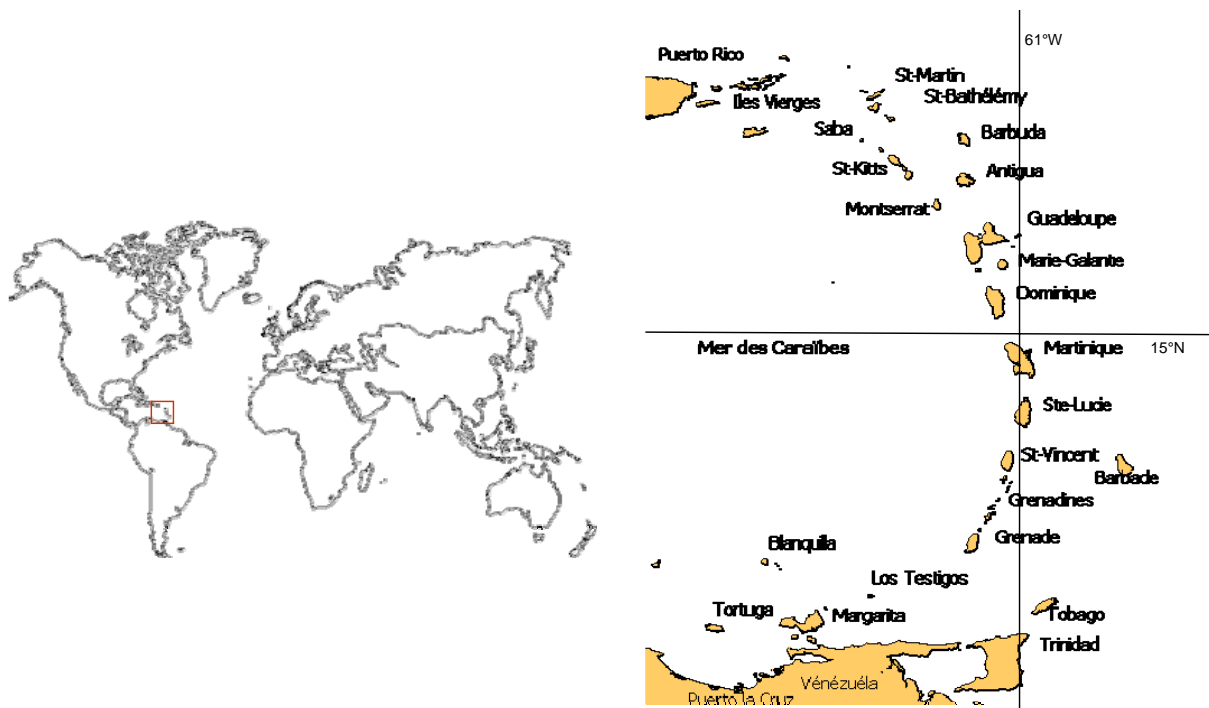 61°W
Puerto Rico
St-Martin
Iles Vierges
St-Bathélémy
Saba
Barbuda
St-Kitts
Antigua
Montserrat
Guadeloupe
Marie-Galante
Dominique
Mer des Caraïbes
Martinique
15°N
Ste-Lucie
St-Vincent
Barbade
Grenadines
Grenade
Blanquilla
Los Testigos
Tortuga
Margarita
Tobago
Trinidad
Vénézuéla
Puerto la Cruz